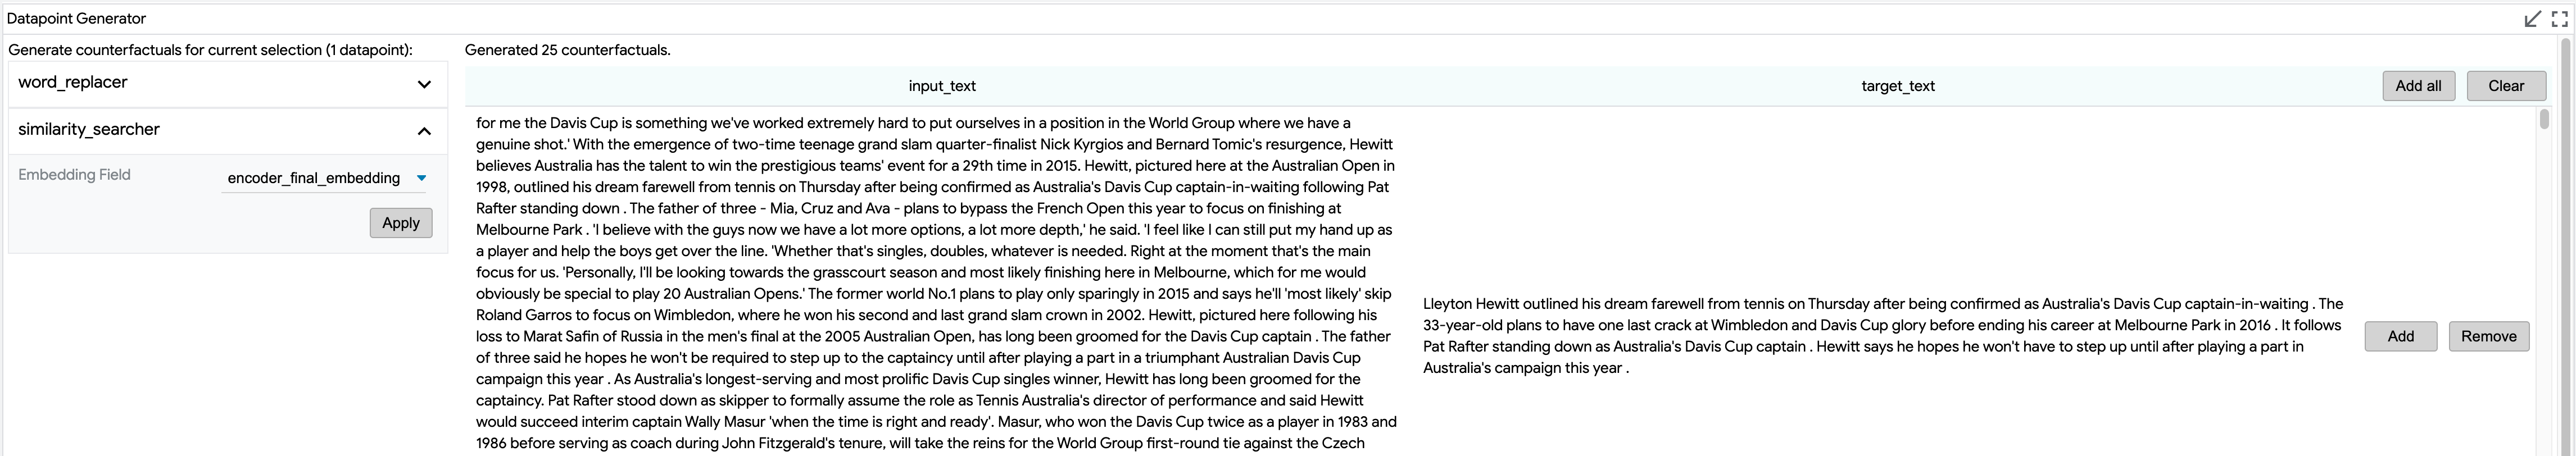 Datapoint Generator
Generate counterfactuals for current selection (1 datapoint):
word_replacer
similarity_searcher
Embedding Field
encoder_final_embedding
Apply
Generated 25 counterfactuals.
input_text
target_text
Add all
Clear
for me the Davis Cup is something we've worked extremely hard to put ourselves in a position in the World Group where we have a
genuine shot.' With the emergence of two-time teenage grand slam quarter-finalist Nick Kyrgios and Bernard Tomic's resurgence, Hewitt
believes Australia has the talent to win the prestigious teams' event for a 29th time in 2015. Hewitt, pictured here at the Australian Open in
1998, outlined his dream farewell from tennis on Thursday after being confirmed as Australia's Davis Cup captain-in-waiting following Pat
Rafter standing down . The father of three - Mia, Cruz and Ava - plans to bypass the French Open this year to focus on finishing at
Melbourne Park . 'I believe with the guys now we have a lot more options, a lot more depth,' he said. 'I feel like I can still put my hand up as
a player and help the boys get over the line. 'Whether that's singles, doubles, whatever is needed. Right at the moment that's the main
focus for us. 'Personally, I'll be looking towards the grasscourt season and most likely finishing here in Melbourne, which for me would
obviously be special to play 20 Australian Opens.' The former world No.1 plans to play only sparingly in 2015 and says he'll 'most likely' skip
Roland Garros to focus on Wimbledon, where he won his second and last grand slam crown in 2002. Hewitt, pictured here following his
loss to Marat Safin of Russia in the men's final at the 2005 Australian Open, has long been groomed for the Davis Cup captain . The father
of three said he hopes he won't be required to step up to the captaincy until after playing a part in a triumphant Australian Davis Cup
campaign this year . As Australia's longest-serving and most prolific Davis Cup singles winner, Hewitt has long been groomed for the
captaincy. Pat Rafter stood down as skipper to formally assume the role as Tennis Australia's director of performance and said Hewitt
would succeed interim captain Wally Masur 'when the time is right and ready'. Masur, who won the Davis Cup twice as a player in 1983 and
1986 before serving as coach during John Fitzgerald's tenure, will take the reins for the World Group first-round tie against the Czech
Lleyton Hewitt outlined his dream farewell from tennis on Thursday after being confirmed as Australia's Davis Cup captain-in-waiting . The
33-year-old plans to have one last crack at Wimbledon and Davis Cup glory before ending his career at Melbourne Park in 2016 . It follows
Pat Rafter standing down as Australia's Davis Cup captain . Hewitt says he hopes he won't have to step up until after playing a part in
Australia's campaign this year .
Add
Remove